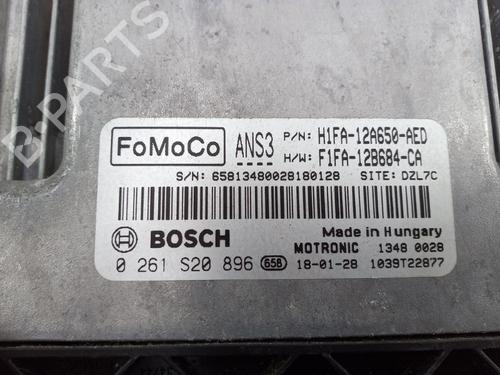 B-PARTS
FoMoCo ANS3 P/N: H1FA-12A650-AED
H/W: F1FA-12B684-CA
S/N: 65813480028180128 SITE: DZL7C
BOSCH Made in Hungary
MOTRONIC 1348 0028
0 261 S20 896 65B 18-01-28 1039T22877